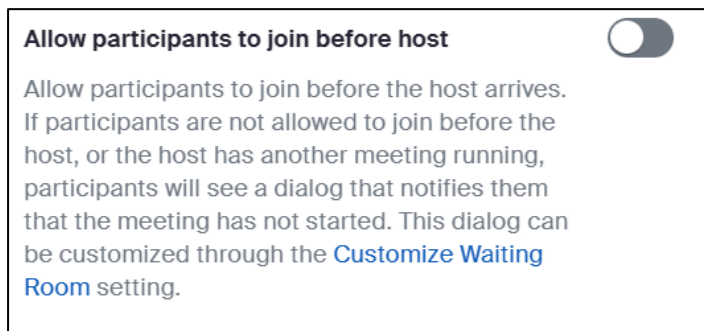 Allow participants to join before host
Allow participants to join before the host arrives.
If participants are not allowed to join before the
host, or the host has another meeting running,
participants will see a dialog that notifies them
that the meeting has not started. This dialog can
be customized through the Customize Waiting
Room setting.